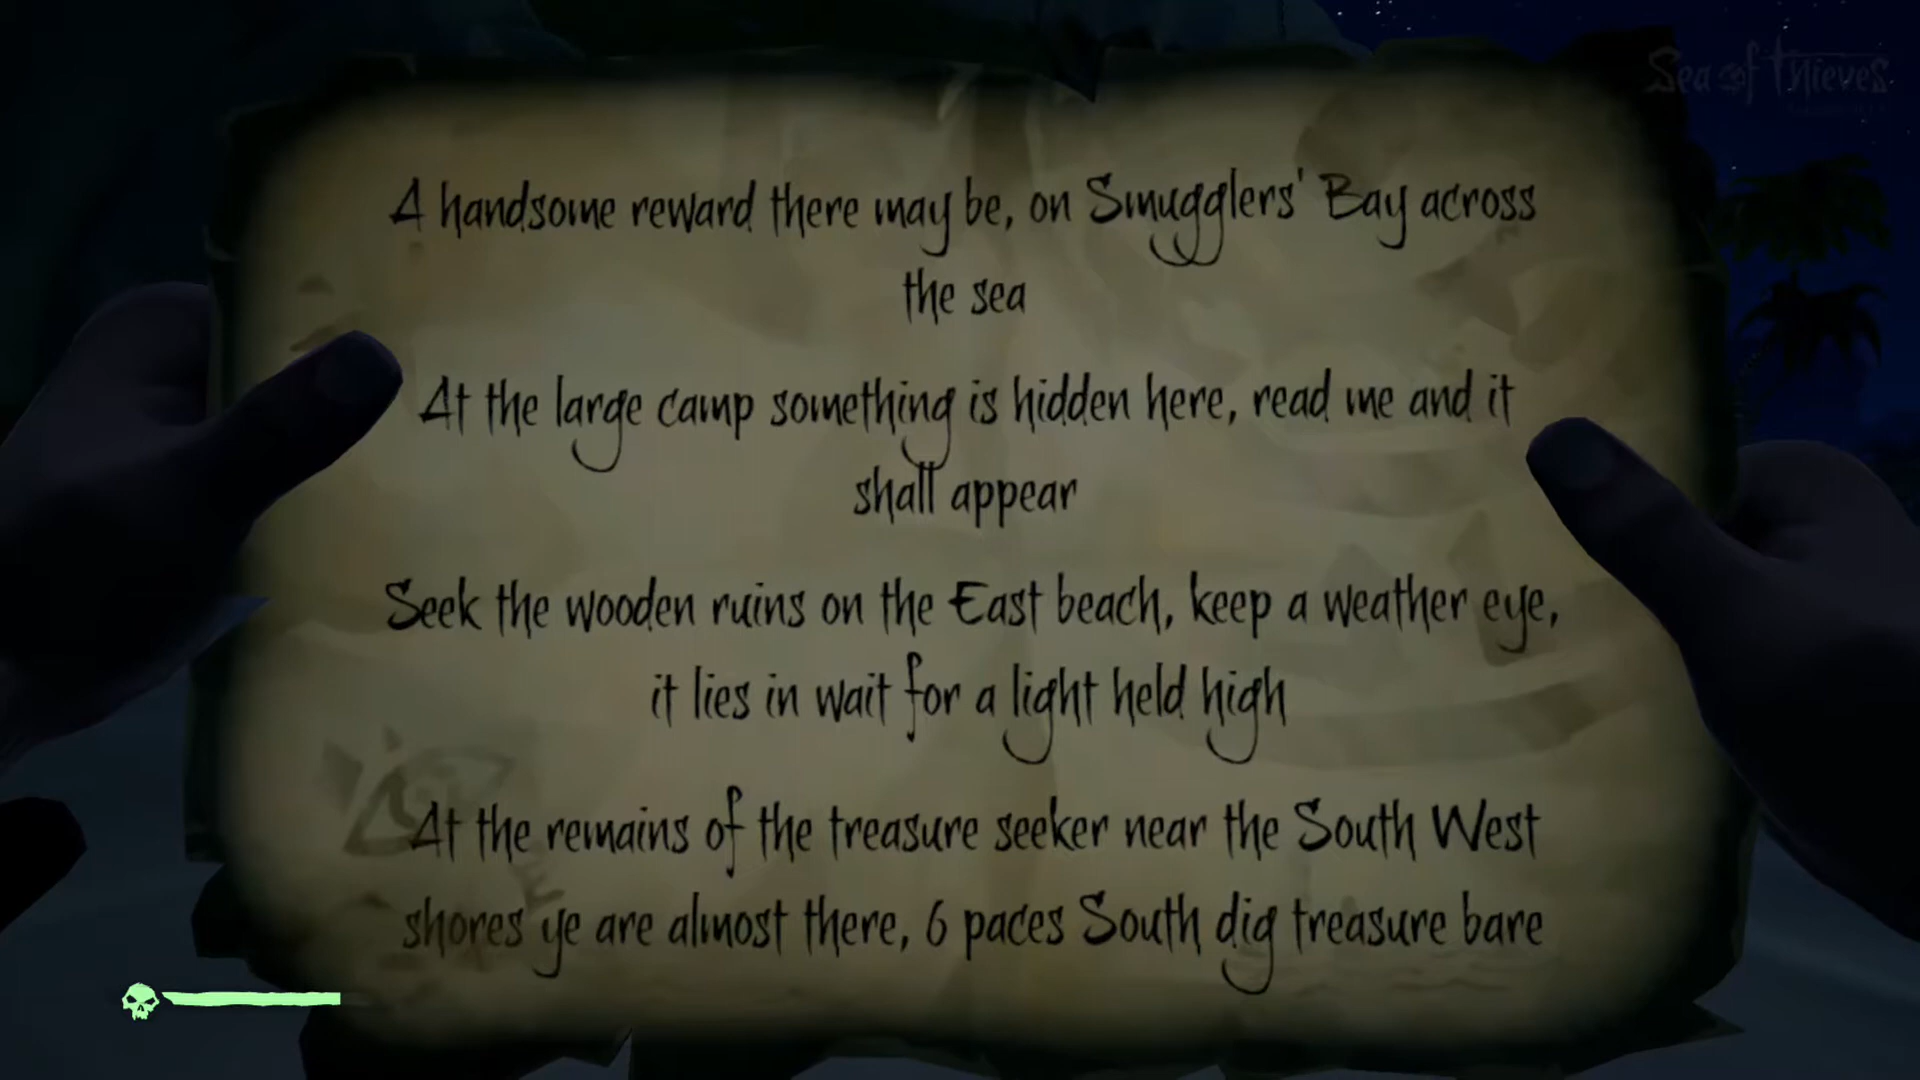 Sea of Thieves
A handsome reward there may be, on Smugglers' Bay across
the sea
At the large camp something is hidden here, read me and it
shall appear
Seek the wooden ruins on the East beach, keep a weather eye,
it lies in wait for a light held high
At the remains of the treasure seeker near the South West
shores ye are almost there, 6 paces South dig treasure bare